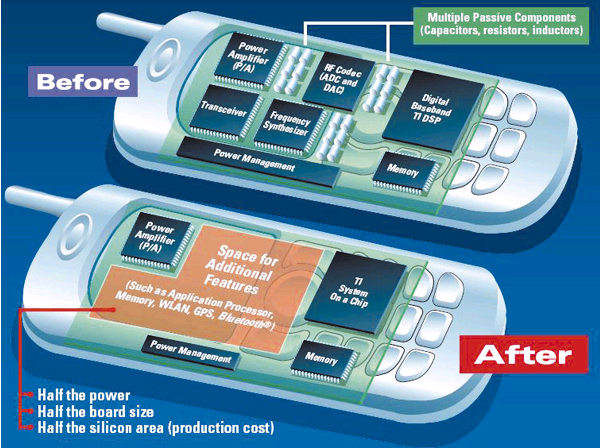 Multiple Passive Components
(Capacitors, resistors, inductors)
Before
Power
Amplifier
(P/A)
RF Codec
(ADC and
DAC)
Digital
Baseband
TI DSP
Transceiver
Frequency
Synthesizer
Power Management
Memory
Power
Amplifier
(P/A)
Space for
Additional
Features
(Such as Application Processor,
Memory, WLAN, GPS, Bluetooth®)
TI
System
On a Chip
Power Management
Memory
After
Half the power
Half the board size
Half the silicon area (production cost)